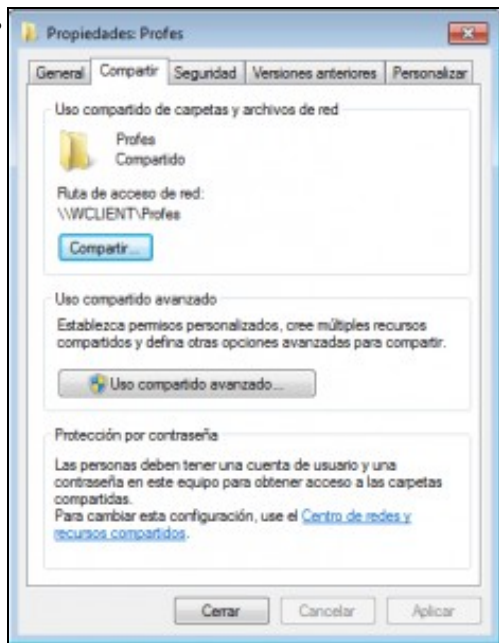 Propiedades: Profes
General Compartir Seguridad Versiones anteriores Personalizar
Uso compartido de carpetas y archivos de red
Profes
Compartido
Ruta de acceso de red:
\\WCLIENT\Profes
Compartir...
Uso compartido avanzado
Establezca permisos personalizados, cree múltiples recursos
compartidos y defina otras opciones avanzadas para compartir.
Uso compartido avanzado...
Protección por contraseña
Las personas deben tener una cuenta de usuario y una
contraseña en este equipo para obtener acceso a las carpetas
compartidas.
Para cambiar esta configuración, use el Centro de redes y
recursos compartidos.
Cerrar Cancelar Aplicar